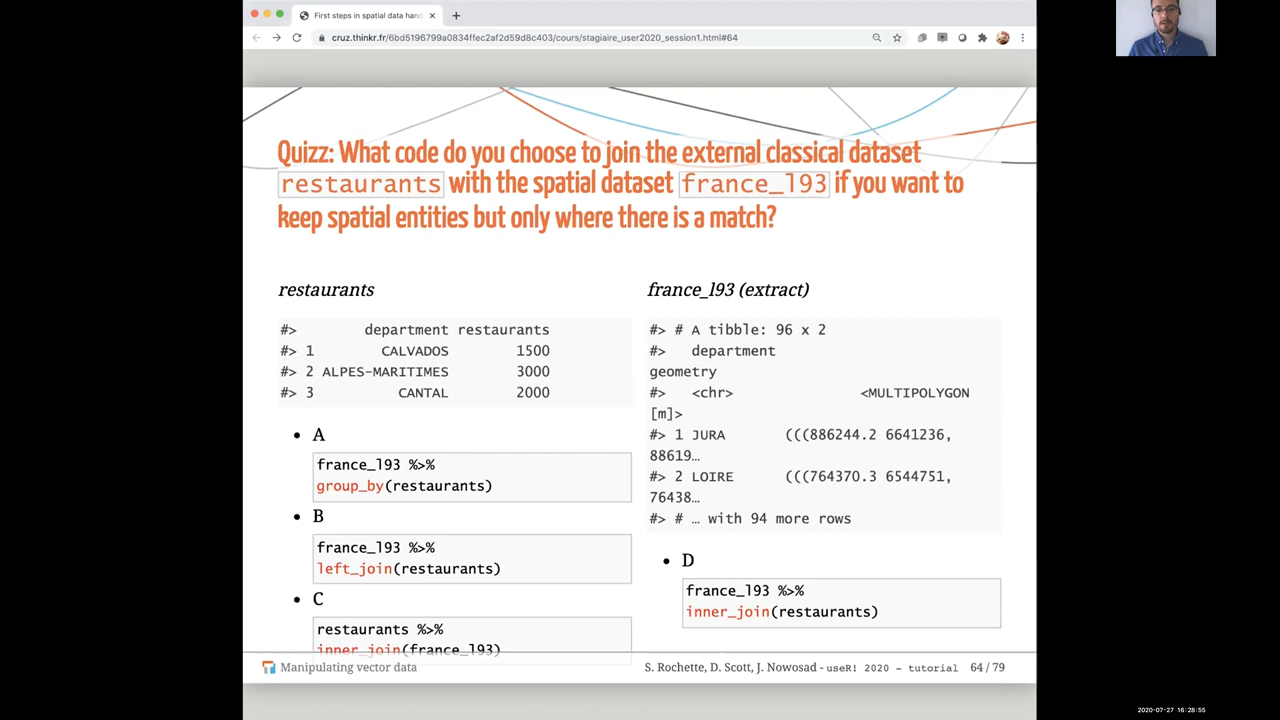 First steps in spatial data hand
cruz.thinkr.fr/6bd5196799a0834ffec2af2d59d8c403/cours/stagiaire_user2020_session1.html#64
Quizz: What code do you choose to join the external classical dataset
restaurants with the spatial dataset france_l93 if you want to
keep spatial entities but only where there is a match?
restaurants
#> department restaurants
#> 1 CALVADOS 1500
#> 2 ALPES-MARITIMES 3000
#> 3 CANTAL 2000
• A
france_l93 %>%
group_by(restaurants)
• B
france_l93 %>%
left_join(restaurants)
• C
restaurants %>%
inner_join(france_l93)
france_l93 (extract)
#> # A tibble: 96 x 2
#> department
geometry
#> <chr> <MULTIPOLYGON
[m]>
#> 1 JURA (((886244.2 6641236,
88619…
#> 2 LOIRE (((764370.3 6544751,
76438…
#> # … with 94 more rows
• D
france_l93 %>%
inner_join(restaurants)
Manipulating vector data
S. Rochette, D. Scott, J. Nowosad - useR! 2020 - tutorial 64 / 79
2020-07-27 16:28:55